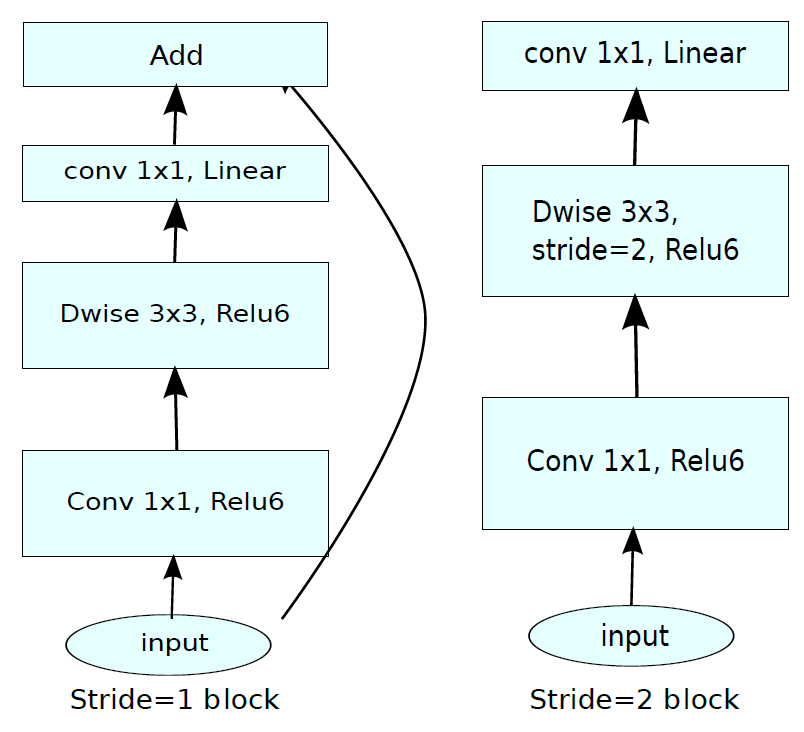 Add
conv 1x1, Linear
Dwise 3x3, Relu6
Conv 1x1, Relu6
input
Stride=1 block
conv 1x1, Linear
Dwise 3x3,
stride=2, Relu6
Conv 1x1, Relu6
input
Stride=2 block